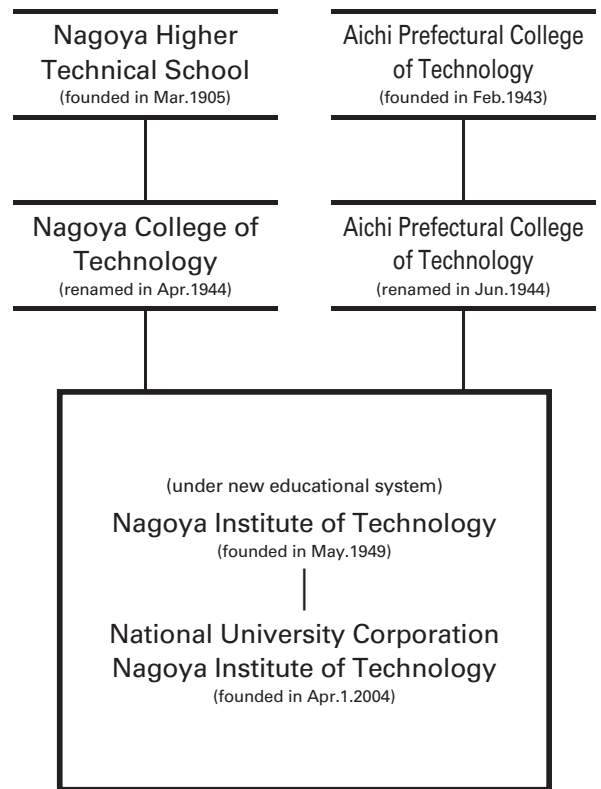 Nagoya Higher
Technical School
(founded in Mar.1905)
Aichi Prefectural College
of Technology
(founded in Feb.1943)
Nagoya College of
Technology
(renamed in Apr.1944)
Aichi Prefectural College
of Technology
(renamed in Jun.1944)
(under new educational system)
Nagoya Institute of Technology
(founded in May.1949)
National University Corporation
Nagoya Institute of Technology
(founded in Apr.1.2004)